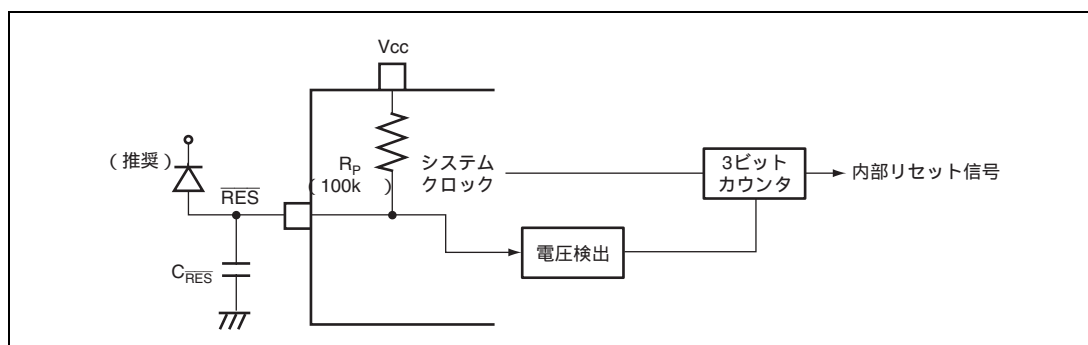 Vcc
（推奨）
RES
CRES
RP
（100k　）
システム
クロック
3ビット
カウンタ
内部リセット信号
電圧検出